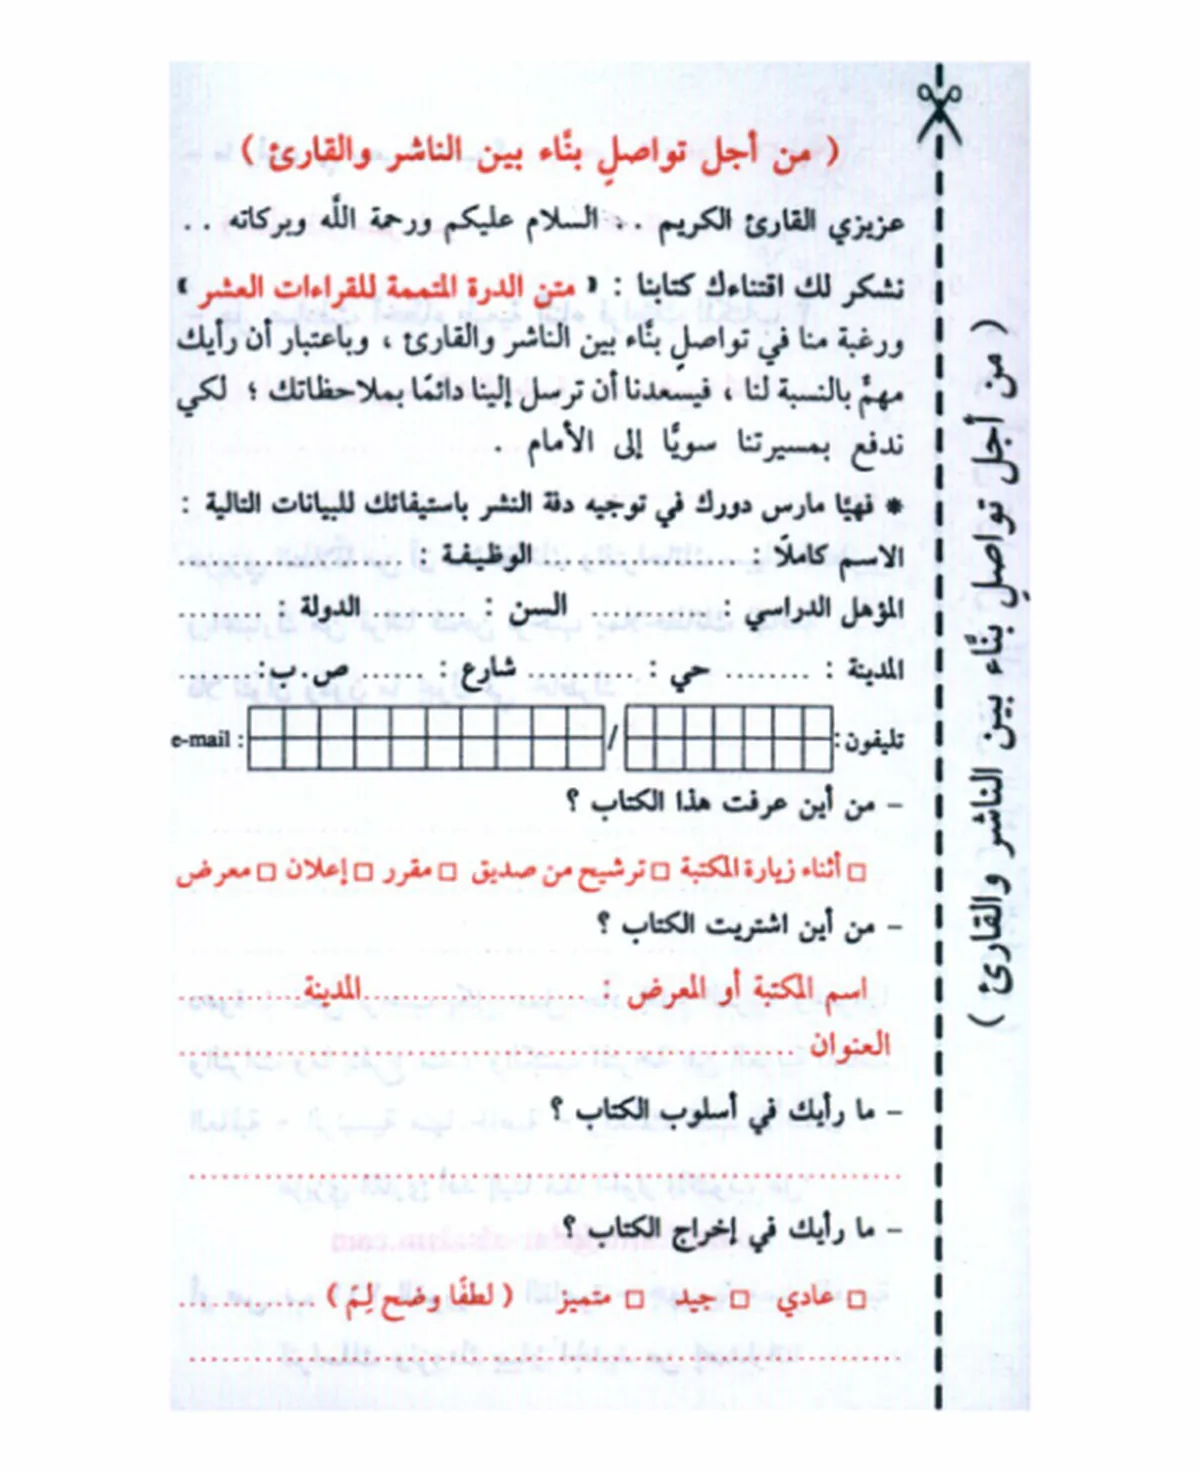 ( من أجل تواصلٍ بنَّاء بين الناشر والقارئ )
عزيزي القارئ الكريم .. السلام عليكم ورحمة اللَّه وبركاته ..
نشكر لك اقتناءك كتابنا : « متن الدرة المتممة للقراءات العشر »
ورغبة منا في تواصلٍ بنَّاء بين الناشر والقارئ ، وباعتبار أن رأيك
مهمٌّ بالنسبة لنا ، فيسعدنا أن ترسل إلينا دائمًا بملاحظاتك ؛ لكي
ندفع بمسيرتنا سويًّا إلى الأمام .
* فهيَّا مارس دورك في توجيه دفة النشر باستيفائك للبيانات التالية :
الاسم كاملًا : .................... الوظيفة : ....................
المؤهل الدراسي : ............ السن : ......... الدولة : ........
المدينة : ........ حي : .......... شارع : ...... ص.ب: ........
تليفون: / e-mail :
- من أين عرفت هذا الكتاب ؟
□ أثناء زيارة المكتبة □ ترشيح من صديق □ مقرر □ إعلان □ معرض
- من أين اشتريت الكتاب ؟
اسم المكتبة أو المعرض .................... المدينة ............
العنوان ............................................................
- ما رأيك في أسلوب الكتاب ؟
- ما رأيك في إخراج الكتاب ؟
□ عادي □ جيد □ متميز ( لطفًا وضح لِمَ ) ............
( من أجل تواصلٍ بنَّاء بين الناشر والقارئ )